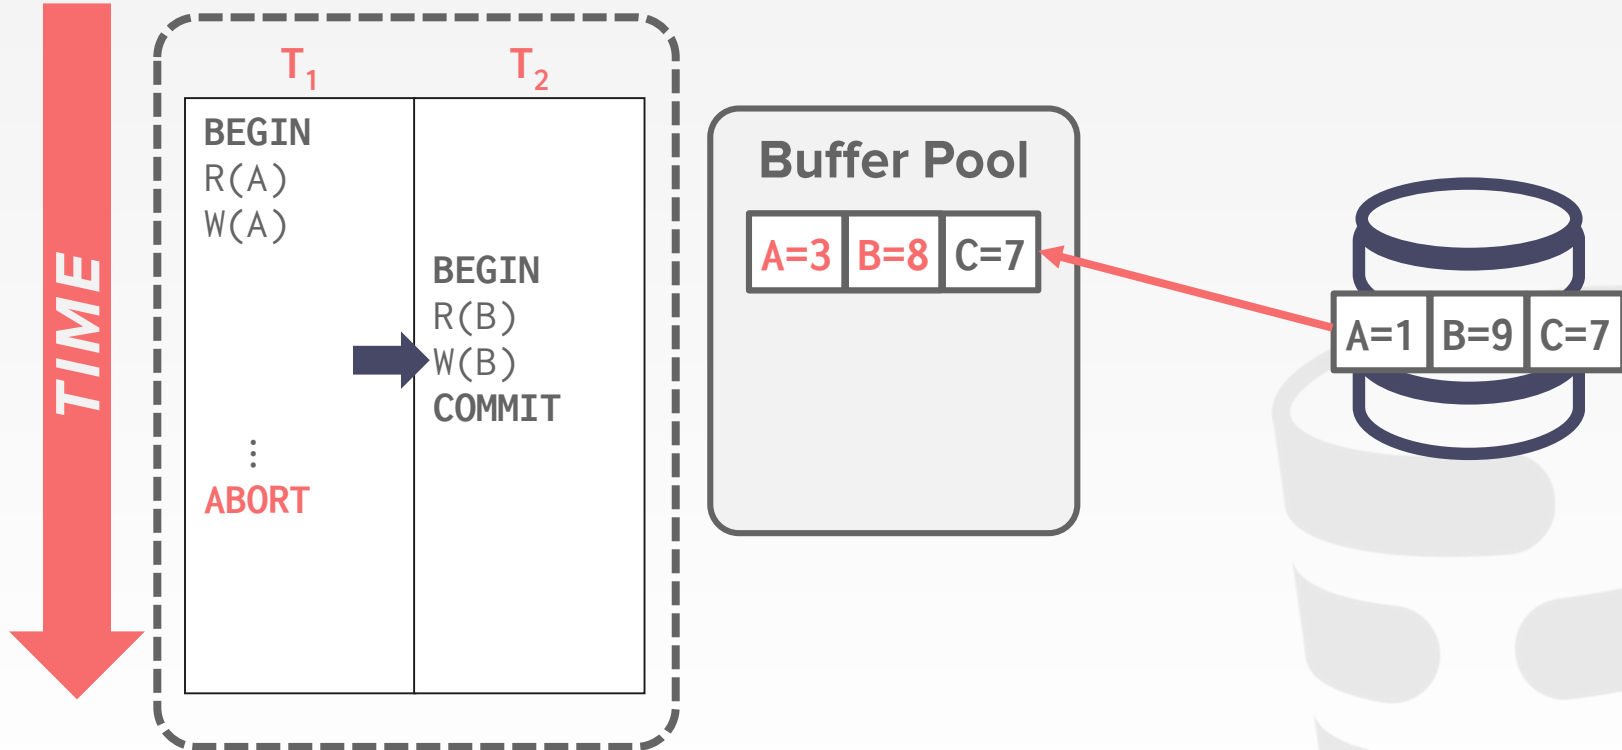 TIME
T1
T2
BEGIN
R(A)
W(A)
BEGIN
R(B)
W(B)
COMMIT
⋮
ABORT
Buffer Pool
A=3 B=8 C=7
A=1 B=9 C=7